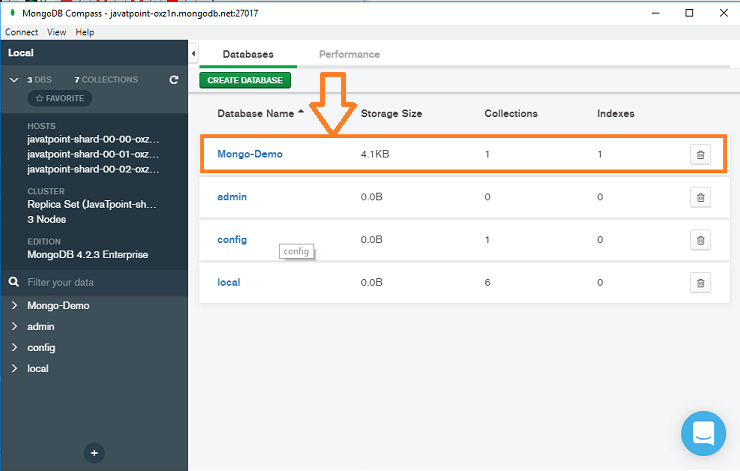 MongoDB Compass - javatpoint-oxz1n.mongodb.net:27017
Connect View Help
Local
3 DBS 7 COLLECTIONS
FAVORITE
HOSTS
javatpoint-shard-00-00-oxz...
javatpoint-shard-00-01-oxz...
javatpoint-shard-00-02-oxz...
CLUSTER
Replica Set (JavaTpoint-sh...
3 Nodes
EDITION
MongoDB 4.2.3 Enterprise
Filter your data
Mongo-Demo
admin
config
local
Databases Performance
CREATE DATABASE
Database Name Storage Size Collections Indexes
Mongo-Demo 4.1KB 1 1
admin 0.0B 0 0
config 0.0B 1 0
config
local 0.0B 6 0